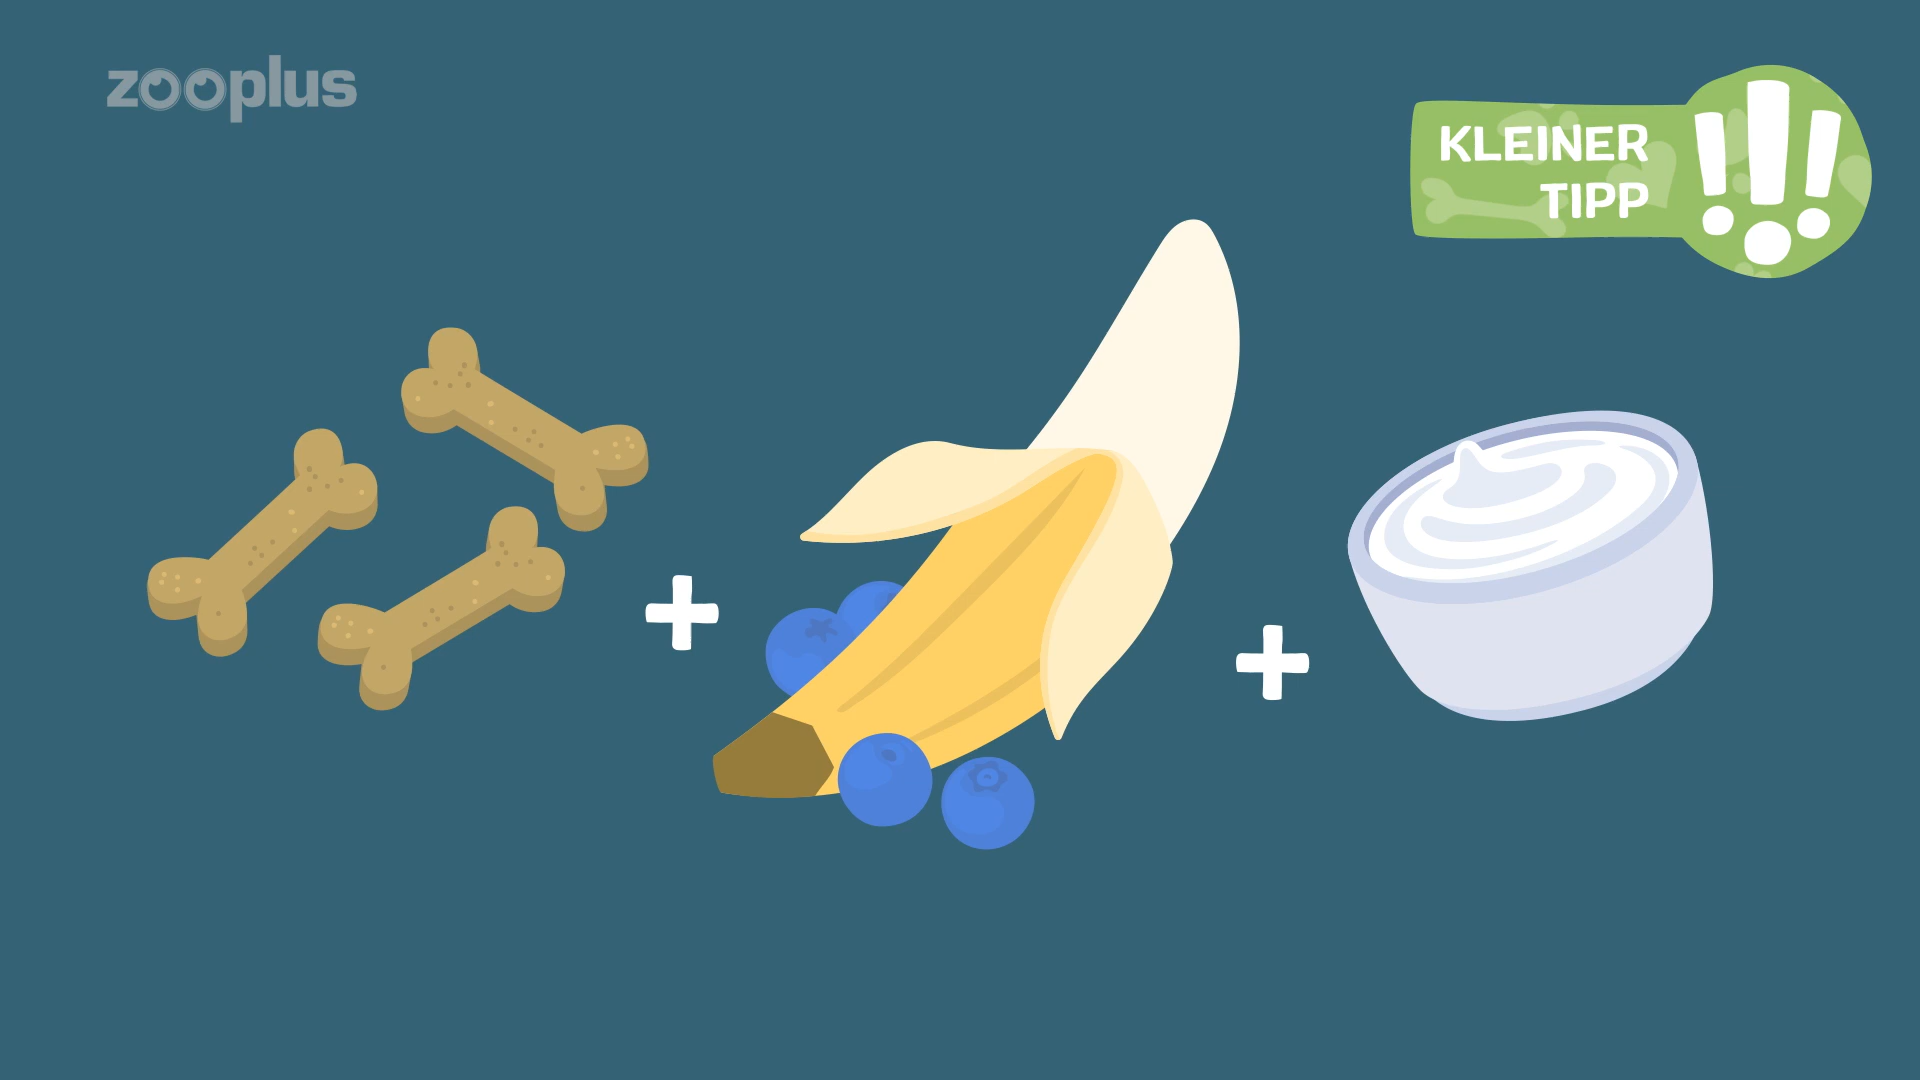 zooplus
KLEINER
TIPP
!!!
+
+